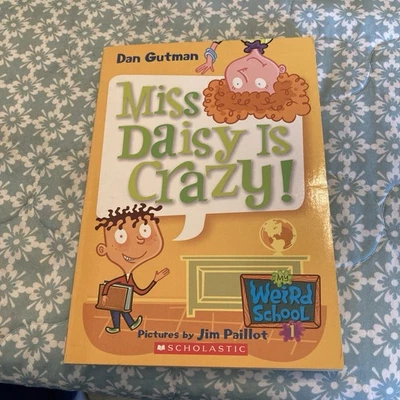 Dan Gutman
Miss
Daisy Is
Crazy!
My
Weird
School
1
Pictures by Jim Paillot
SCHOLASTIC